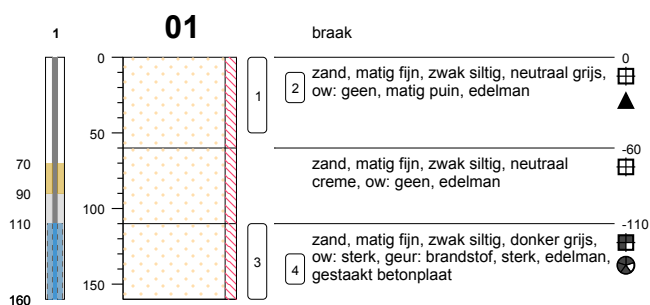 1
01
braak
0
0
zand, matig fijn, zwak siltig, neutraal grijs,
ow: geen, matig puin, edelman
1
2
50
-60
zand, matig fijn, zwak siltig, neutraal
creme, ow: geen, edelman
70
90
100
110
-110
zand, matig fijn, zwak siltig, donker grijs,
ow: sterk, geur: brandstof, sterk, edelman,
gestaakt betonplaat
3
4
150
160